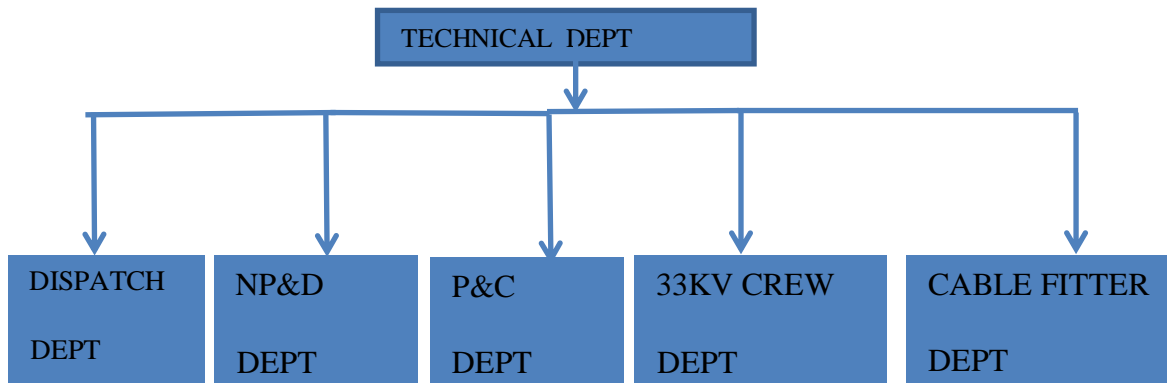 TECHNICAL DEPT
DISPATCH
DEPT
NP&D
DEPT
P&C
DEPT
33KV CREW
DEPT
CABLE FITTER
DEPT